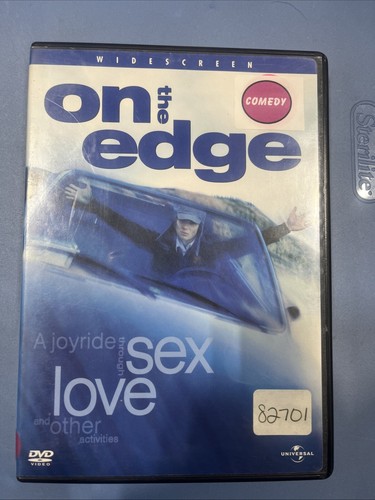 WIDESCREEN
on the edge
COMEDY
A joyride through sex
love
and other
activities
82701
DVD
VIDEO
UNIVERSAL
Sterilite